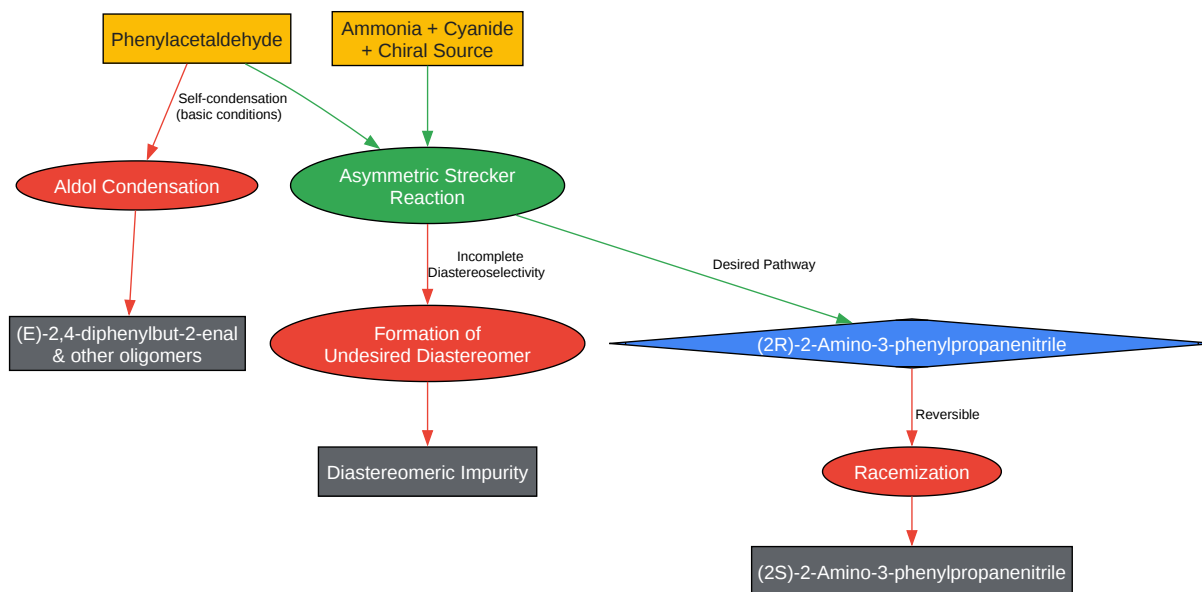 Phenylacetaldehyde
Ammonia + Cyanide
+ Chiral Source
Self-condensation
(basic conditions)
Aldol Condensation
Asymmetric Strecker
Reaction
Incomplete
Diastereoselectivity
Desired Pathway
(E)-2,4-diphenylbut-2-enal
& other oligomers
Formation of
Undesired Diastereomer
(2R)-2-Amino-3-phenylpropanenitrile
Reversible
Diastereomeric Impurity
Racemization
(2S)-2-Amino-3-phenylpropanenitrile